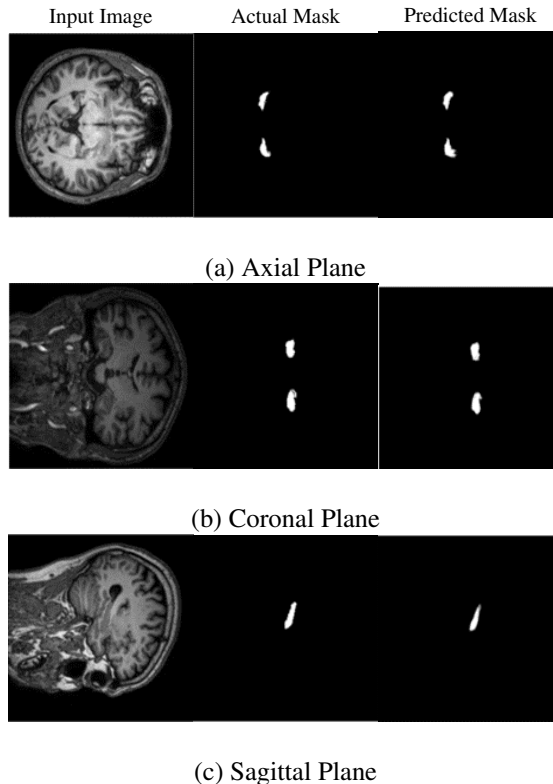 Input Image Actual Mask Predicted Mask
(a) Axial Plane
(b) Coronal Plane
(c) Sagittal Plane